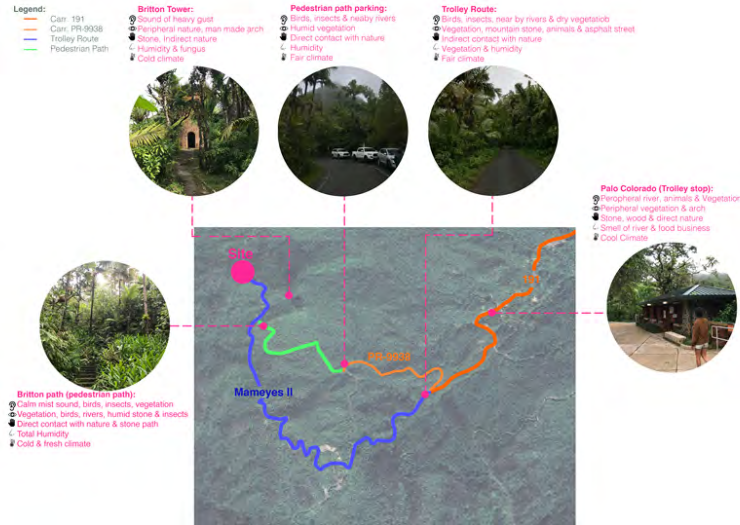 Legend:
Carr. 191
Carr. PR-9938
Trolley Route
Pedestrian Path
Britton Tower:
Sound of heavy gust
Peripheral nature, man made arch
Stone, Indirect nature
Humidity & fungus
Cold climate
Pedestrian path parking:
Birds, insects & neaby rivers
Humid vegetation
Direct contact with nature
Humidity
Fair climate
Trolley Route:
Birds, insects, near by rivers & dry vegetatiob
Vegetation, mountain stone, animals & asphalt street
Indirect contact with nature
Vegetation & humidity
Fair climate
Palo Colorado (Trolley stop):
Peropheral river, animals & Vegetation
Peripheral vegetation & arch
Stone, wood & direct nature
Smell of river & food business
Cool Climate
Site
191
PR-9938
Mameyes II
Britton path (pedestrian path):
Calm mist sound, birds, insects, vegetation
Vegetation, birds, rivers, humid stone & insects
Direct contact with nature & stone path
Total Humidity
Cold & fresh climate